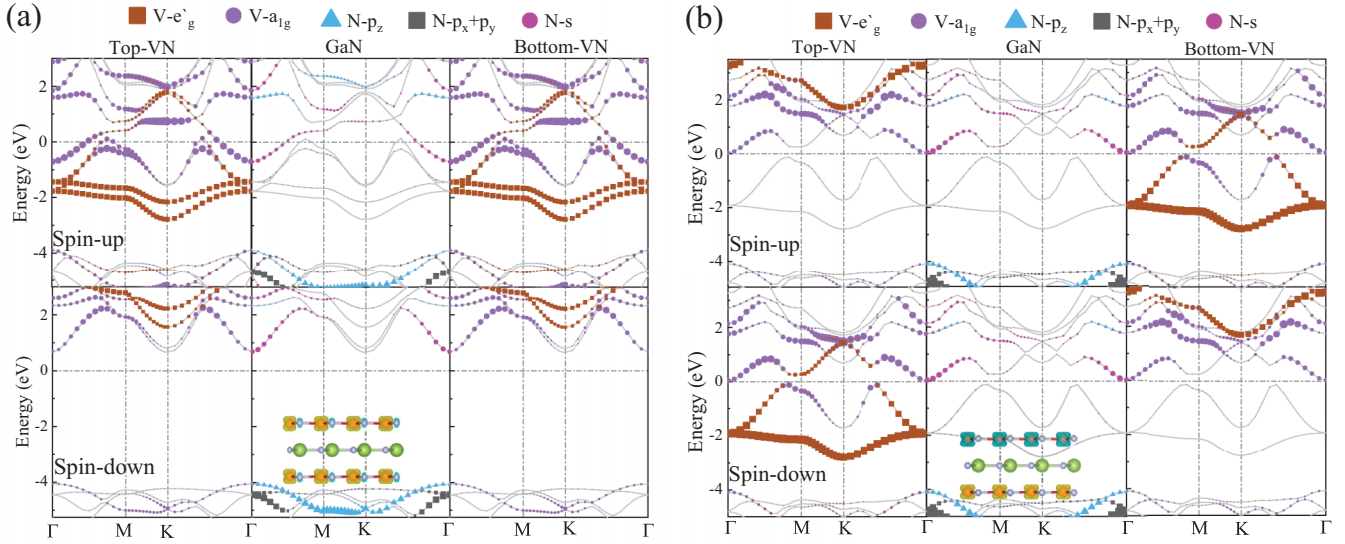 (a)
V-e`g V-a1g N-pz N-px+py N-s
Top-VN GaN Bottom-VN
Energy (eV)
2
0
-2
-4
Spin-up
Energy (eV)
2
0
-2
-4
Spin-down
Γ M K Γ M K Γ M K Γ
(b)
V-e`g V-a1g N-pz N-px+py N-s
Top-VN GaN Bottom-VN
Energy (eV)
2
0
-2
-4
Spin-up
Energy (eV)
2
0
-2
-4
Spin-down
Γ M K Γ M K Γ M K Γ